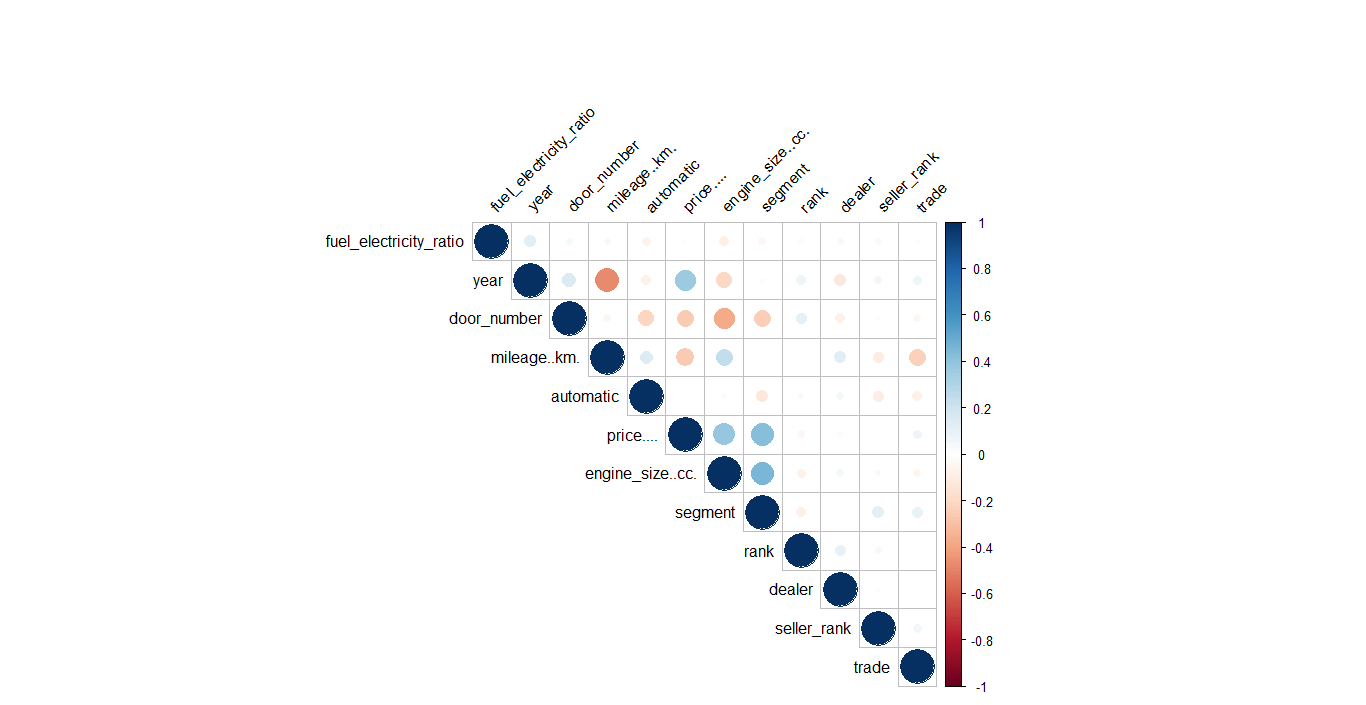 fuel_electricity_ratio
year
door_number
mileage..km.
automatic
price....
engine_size..cc.
segment
rank
dealer
seller_rank
trade
fuel_electricity_ratio
year
door_number
mileage..km.
automatic
price....
engine_size..cc.
segment
rank
dealer
seller_rank
trade
1
0.8
0.6
0.4
0.2
0
-0.2
-0.4
-0.6
-0.8
-1